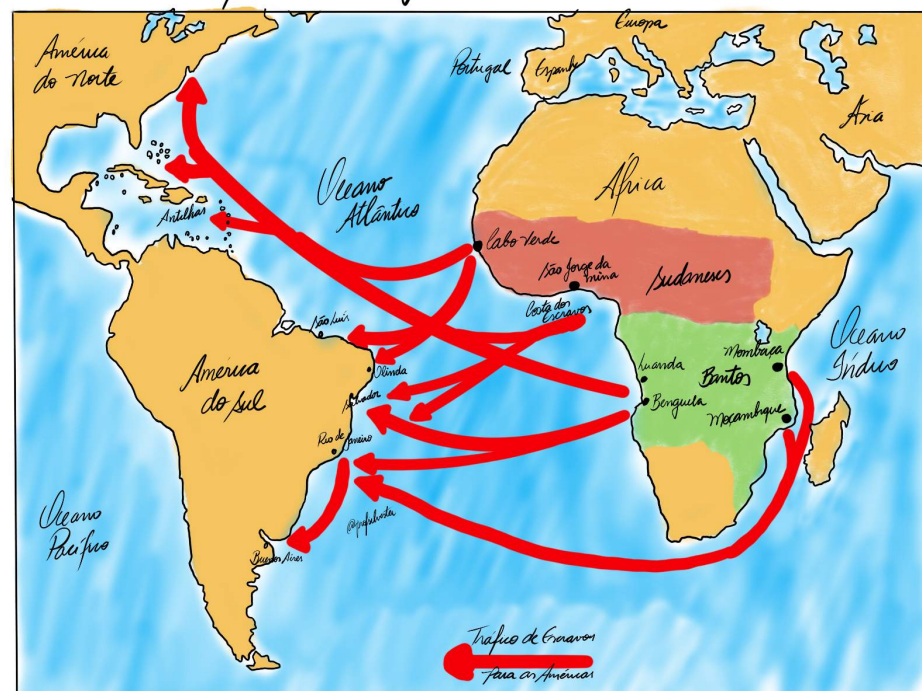 América
do Norte
Europa
Portugal
Espanha
Ásia
Oceano
Atlântico
África
Antilhas
Cabo Verde
São Jorge da
mina
Sudaneses
Costa dos
Escravos
São Luís
Olinda
América
do Sul
Salvador
Rio de Janeiro
Luanda
Benguela
Bantos
Mombaça
Moçambique
Oceano
Índico
Oceano
Pacífico
Buenos Aires
Tráfico de Escravos
Para as Américas